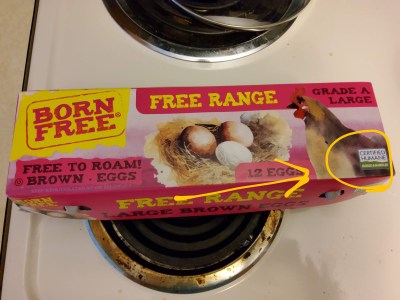 BORN
FREE®
FREE RANGE
GRADE A
LARGE
FREE TO ROAM!
BROWN EGGS
12 EGGS
CERTIFIED
HUMANE
FREE RANGE
LARGE BROWN EGGS